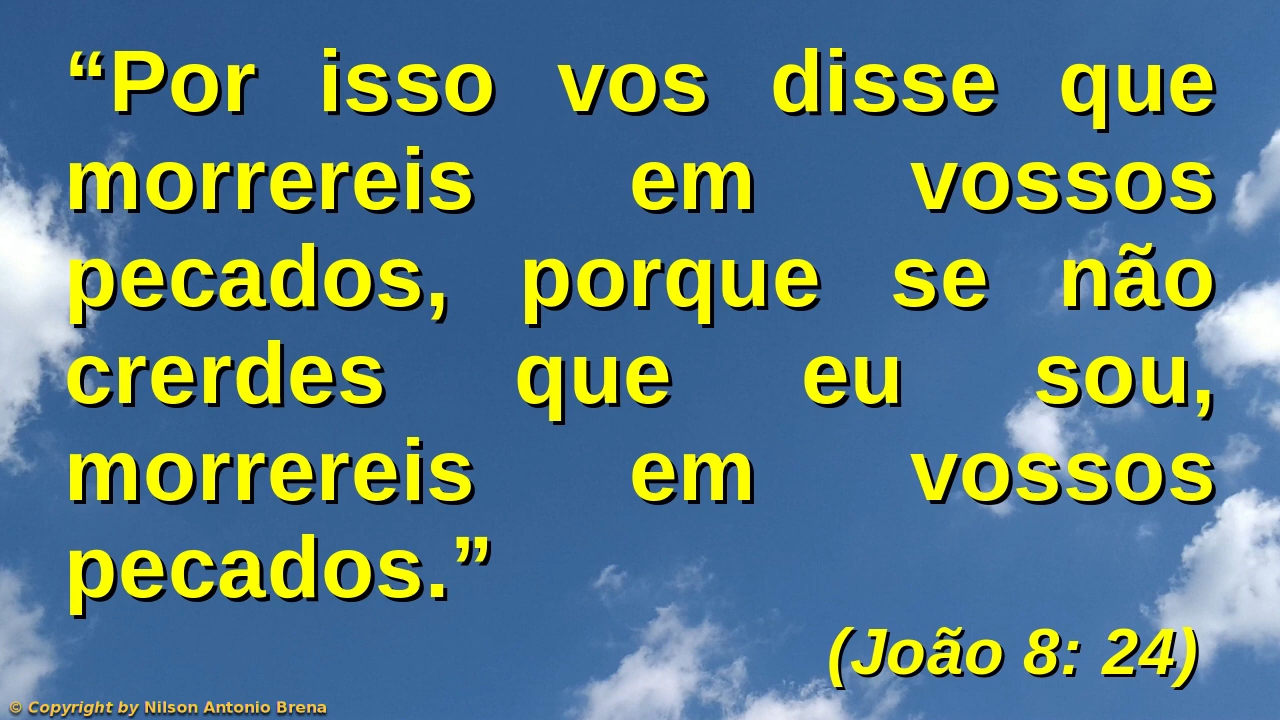 “Por isso vos disse que
morrereis em vossos
pecados, porque se não
crerdes que eu sou,
morrereis em vossos
pecados.”
(João 8: 24)
© Copyright by Nilson Antonio Brena